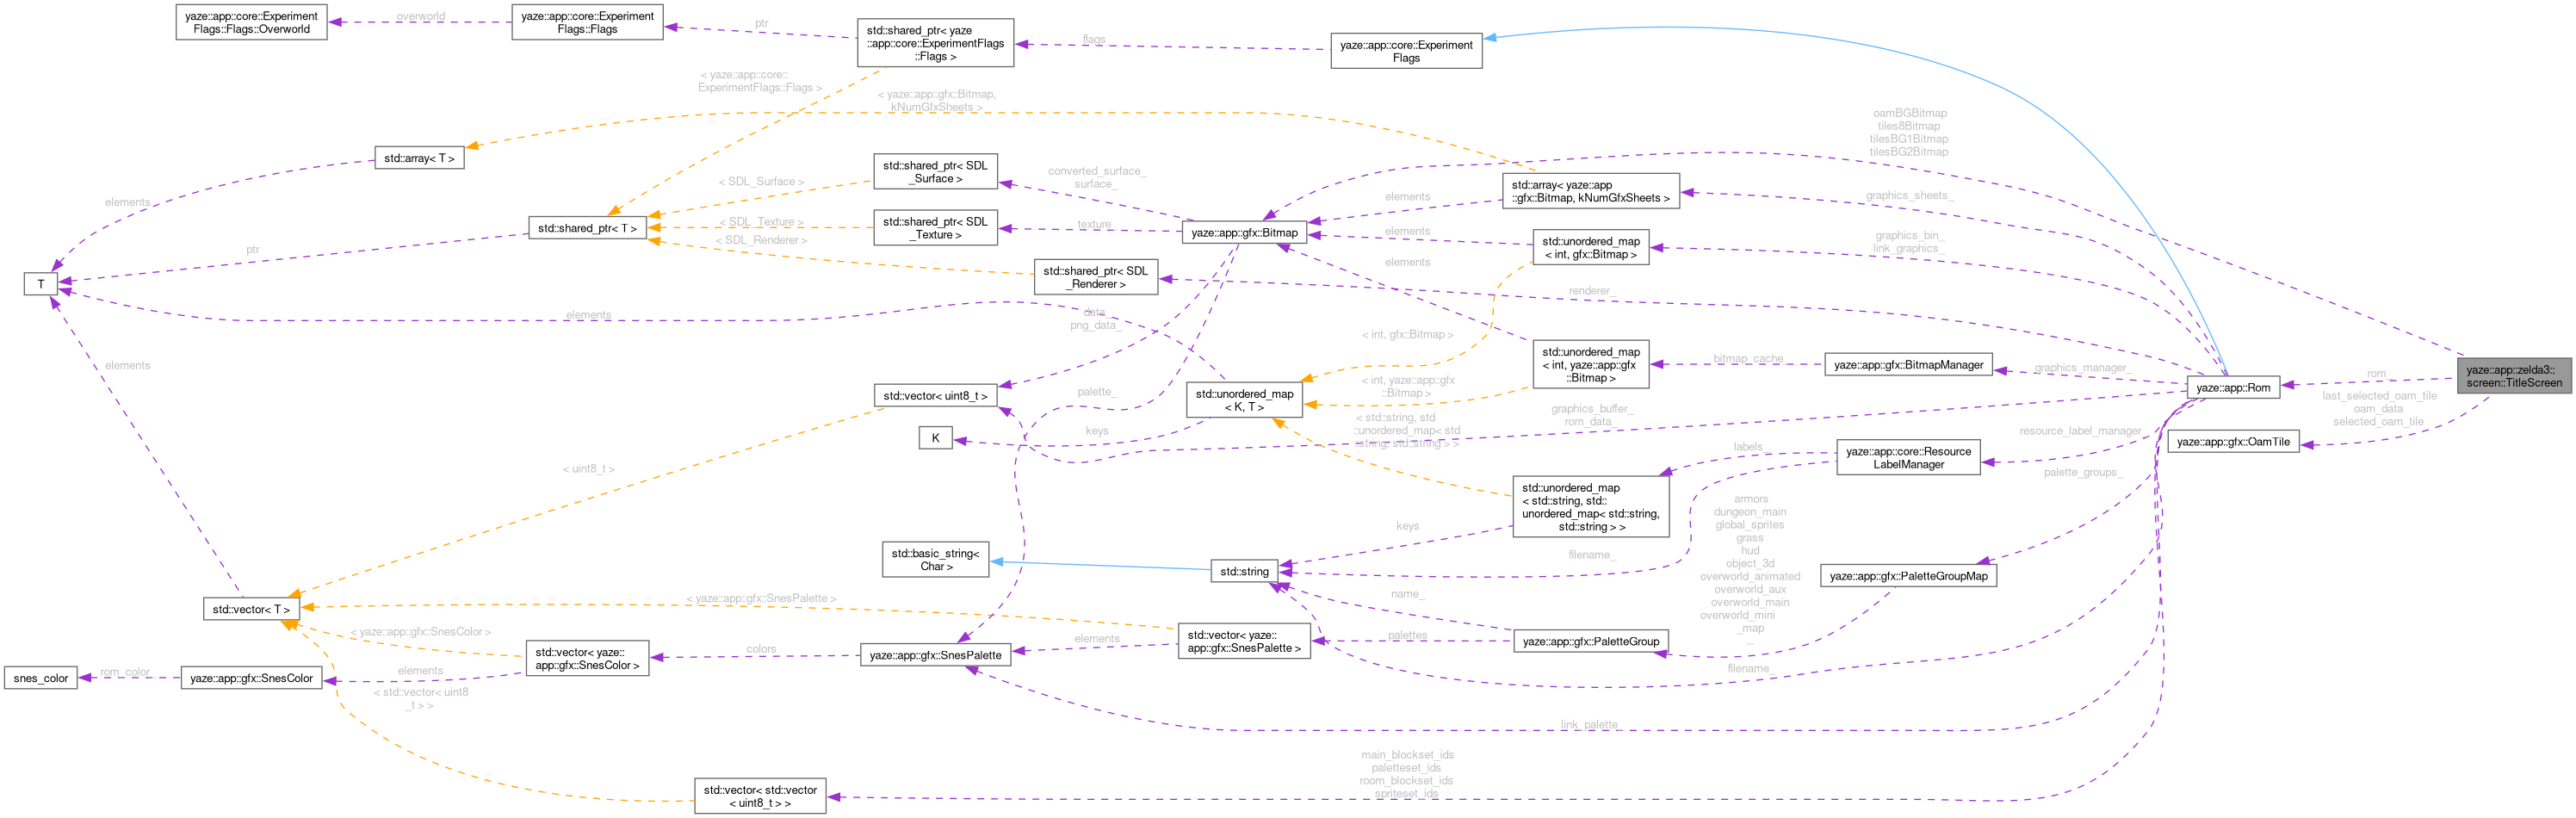 yaze::app::core::Experiment
Flags::Flags::Overworld
overworld
yaze::app::core::Experiment
Flags::Flags
ptr
std::shared_ptr< yaze
::app::core::ExperimentFlags
::Flags >
flags
yaze::app::core::Experiment
Flags
< yaze::app::core::
ExperimentFlags::Flags >
< yaze::app::gfx::Bitmap,
kNumGfxSheets >
oamBGBitmap
tiles8Bitmap
tilesBG1Bitmap
tilesBG2Bitmap
std::array< T >
elements
std::shared_ptr< SDL
_Surface >
< SDL_Surface >
converted_surface_
surface_
std::array< yaze::app
::gfx::Bitmap, kNumGfxSheets >
elements
graphics_sheets_
std::shared_ptr< T >
ptr
< SDL_Texture >
std::shared_ptr< SDL
_Texture >
texture_
yaze::app::gfx::Bitmap
elements
std::unordered_map
< int, gfx::Bitmap >
graphics_bin_
link_graphics_
< SDL_Renderer >
std::shared_ptr< SDL
_Renderer >
elements
renderer_
T
elements
data_
png_data_
< int, gfx::Bitmap >
std::unordered_map
< int, yaze::app::gfx
::Bitmap >
bitmap_cache_
yaze::app::gfx::BitmapManager
graphics_manager_
yaze::app::Rom
rom_
yaze::app::zelda3::
screen::TitleScreen
elements
std::vector< uint8_t >
palette_
std::unordered_map
< K, T >
< int, yaze::app::gfx
::Bitmap >
last_selected_oam_tile
oam_data
selected_oam_tile
yaze::app::gfx::OamTile
K
keys
< std::string, std
::unordered_map< std
::string, std::string > >
graphics_buffer_
rom_data_
resource_label_manager_
yaze::app::core::Resource
LabelManager
labels_
palette_groups_
< uint8_t >
std::unordered_map
< std::string, std::
unordered_map< std::string,
std::string > >
keys
filename_
armors
dungeon_main
global_sprites
grass
hud
object_3d
overworld_animated
overworld_aux
overworld_main
overworld_mini
_map
...
std::basic_string<
Char >
std::string
yaze::app::gfx::PaletteGroupMap
std::vector< T >
< yaze::app::gfx::SnesPalette >
name_
< yaze::app::gfx::SnesColor >
std::vector< yaze::
app::gfx::SnesColor >
colors
yaze::app::gfx::SnesPalette
elements
std::vector< yaze::
app::gfx::SnesPalette >
palettes
yaze::app::gfx::PaletteGroup
filename_
snes_color
rom_color
yaze::app::gfx::SnesColor
elements
< std::vector< uint8
_t > >
link_palette_
std::vector< std::vector
< uint8_t > >
main_blockset_ids
paletteset_ids
room_blockset_ids
spriteset_ids